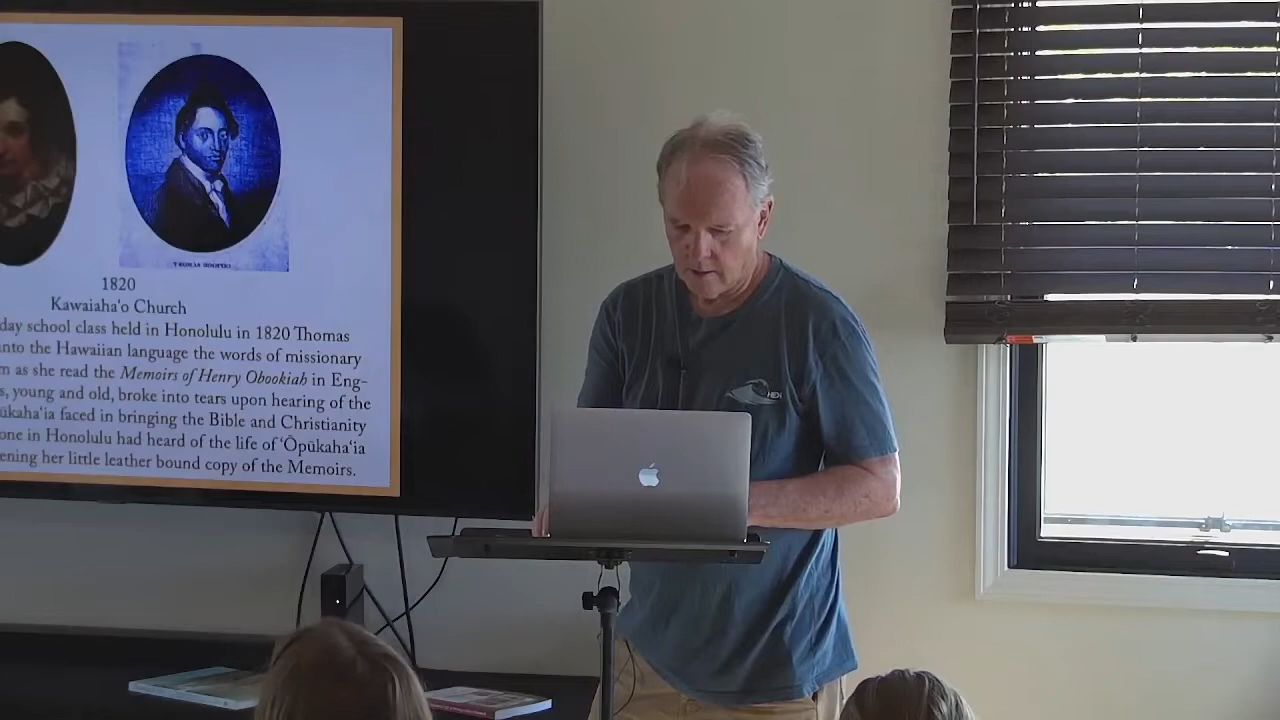 THOMAS HOOPOO
1820
Kawaiaha‘o Church
day school class held in Honolulu in 1820 Thomas
nto the Hawaiian language the words of missionary
m as she read the Memoirs of Henry Obookiah in Eng-
s, young and old, broke into tears upon hearing of the
ūkaha‘ia faced in bringing the Bible and Christianity
one in Honolulu had heard of the life of ‘Ōpūkaha‘ia
ening her little leather bound copy of the Memoirs.